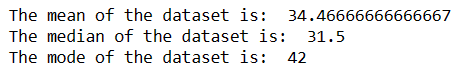 The mean of the dataset is:  34.46666666666667
The median of the dataset is:  31.5
The mode of the dataset is:  42